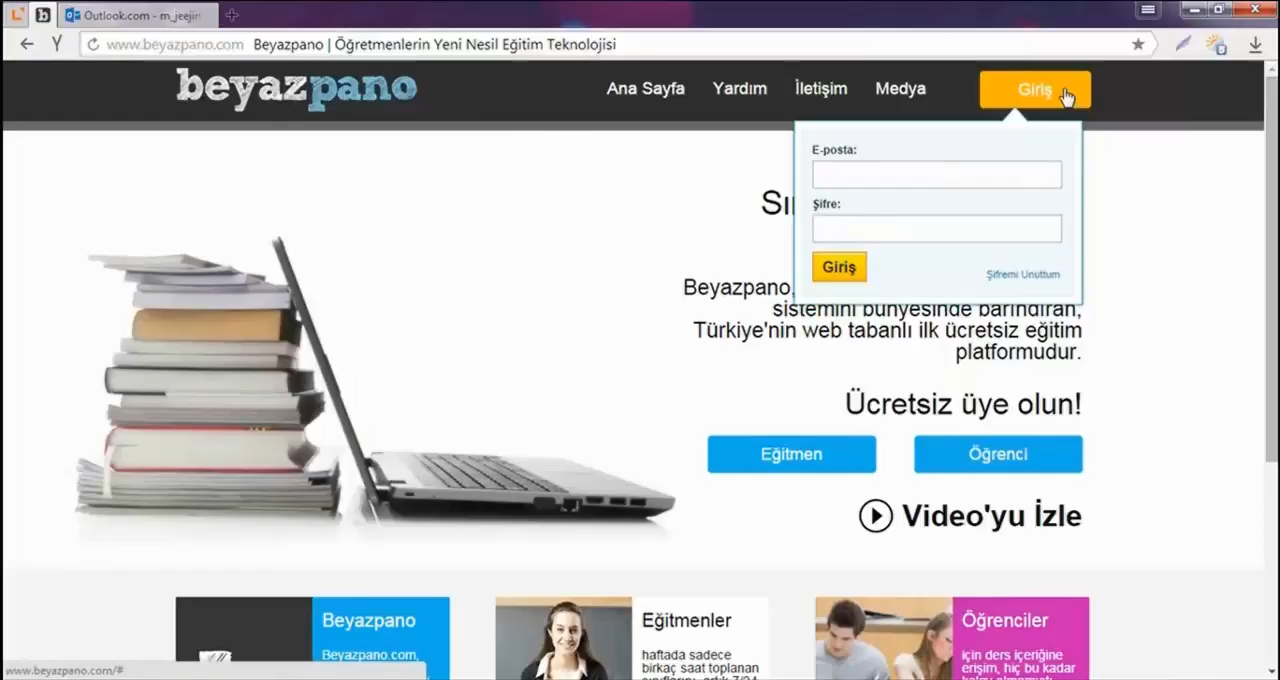 Outlook.com - m_jeejin
www.beyazpano.com Beyazpano | Öğretmenlerin Yeni Nesil Eğitim Teknolojisi
beyazpano
Ana Sayfa Yardım İletişim Medya Giriş
E-posta:
Şifre:
Giriş
Şifremi Unuttum
Beyazpano,
sistemini bünyesinde barındıran,
Türkiye'nin web tabanlı ilk ücretsiz eğitim
platformudur.
Ücretsiz üye olun!
Eğitmen Öğrenci
Video'yu İzle
Beyazpano
Beyazpano.com,
Eğitmenler
haftada sadece
birkaç saat toplanan
Öğrenciler
için ders içeriğine
erişim, hiç bu kadar
www.beyazpano.com/#